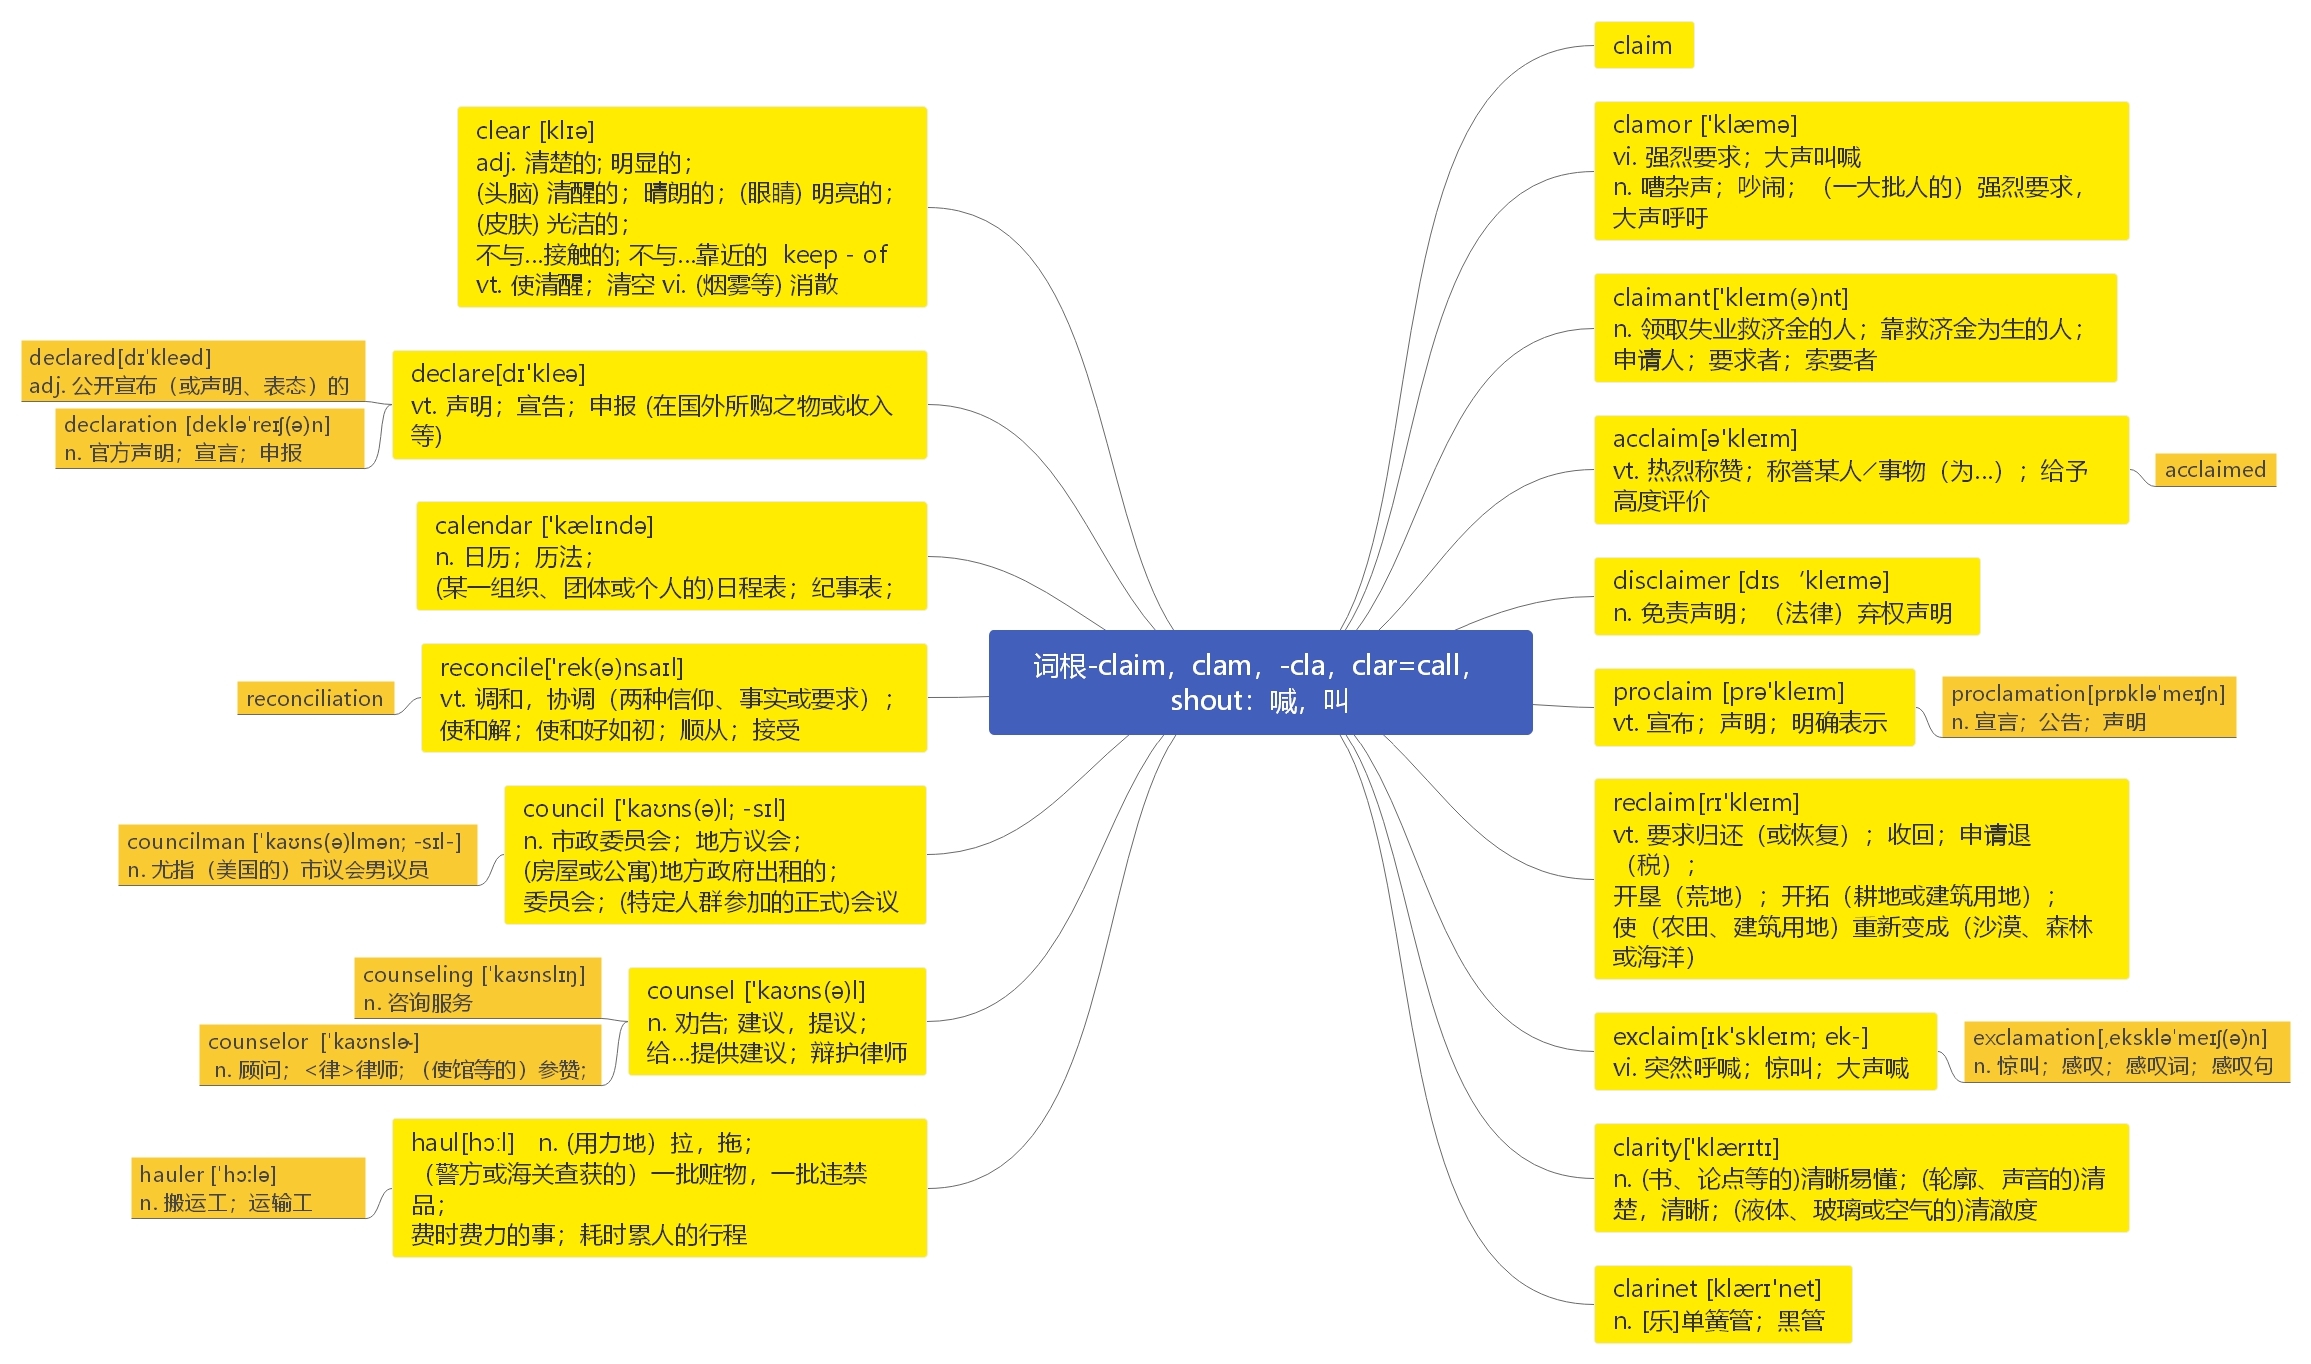 词根-claim，clam，-cla，clar=call，
shout：喊，叫
claim
clamor ['klæmə]
vi. 强烈要求；大声叫喊
n. 嘈杂声；吵闹；（一大批人的）强烈要求，
大声呼吁
claimant['kleɪm(ə)nt]
n. 领取失业救济金的人；靠救济金为生的人；
申请人；要求者；索要者
acclaim[ə'kleɪm]
vt. 热烈称赞；称誉某人／事物（为...）；给予
高度评价
acclaimed
disclaimer [dɪs ′kleɪmə]
n. 免责声明；（法律）弃权声明
proclaim [prə'kleɪm]
vt. 宣布；声明；明确表示
proclamation[prɒklə'meɪʃn]
n. 宣言；公告；声明
reclaim[rɪ'kleɪm]
vt. 要求归还（或恢复）；收回；申请退
（税）；
开垦（荒地）；开拓（耕地或建筑用地）；
使（农田、建筑用地）重新变成（沙漠、森林
或海洋）
exclaim[ɪk'skleɪm; ek-]
vi. 突然呼喊；惊叫；大声喊
exclamation[,eksklə'meɪʃ(ə)n]
n. 惊叫；感叹；感叹词；感叹句
clarity['klærɪtɪ]
n. (书、论点等的)清晰易懂；(轮廓、声音的)清
楚，清晰；(液体、玻璃或空气的)清澈度
clarinet [klærɪ'net]
n. [乐]单簧管；黑管
clear [klɪə]
adj. 清楚的; 明显的；
(头脑) 清醒的；晴朗的；(眼睛) 明亮的；
(皮肤) 光洁的；
不与...接触的; 不与...靠近的 keep - of
vt. 使清醒；清空 vi. (烟雾等) 消散
declare[dɪ'kleə]
vt. 声明；宣告；申报 (在国外所购之物或收入
等)
declared[dɪ'kleəd]
adj. 公开宣布（或声明、表态）的
declaration [deklə'reɪʃ(ə)n]
n. 官方声明；宣言；申报
calendar ['kælɪndə]
n. 日历；历法；
(某一组织、团体或个人的)日程表；纪事表；
reconcile['rek(ə)nsaɪl]
vt. 调和，协调（两种信仰、事实或要求）；
使和解；使和好如初；顺从；接受
reconciliation
council ['kaʊns(ə)l; -sɪl]
n. 市政委员会；地方议会；
(房屋或公寓)地方政府出租的；
委员会；(特定人群参加的正式)会议
councilman ['kaʊns(ə)lmən; -sɪl-]
n. 尤指（美国的）市议会男议员
counsel ['kaʊns(ə)l]
n. 劝告; 建议，提议；
给...提供建议；辩护律师
counseling ['kaʊnslɪŋ]
n. 咨询服务
counselor ['kaʊnslɚ]
n. 顾问；<律>律师;（使馆等的）参赞;
haul[hɔːl] n. (用力地）拉，拖；
（警方或海关查获的）一批赃物，一批违禁
品；
费时费力的事；耗时累人的行程
hauler ['hɔ:lə]
n. 搬运工；运输工